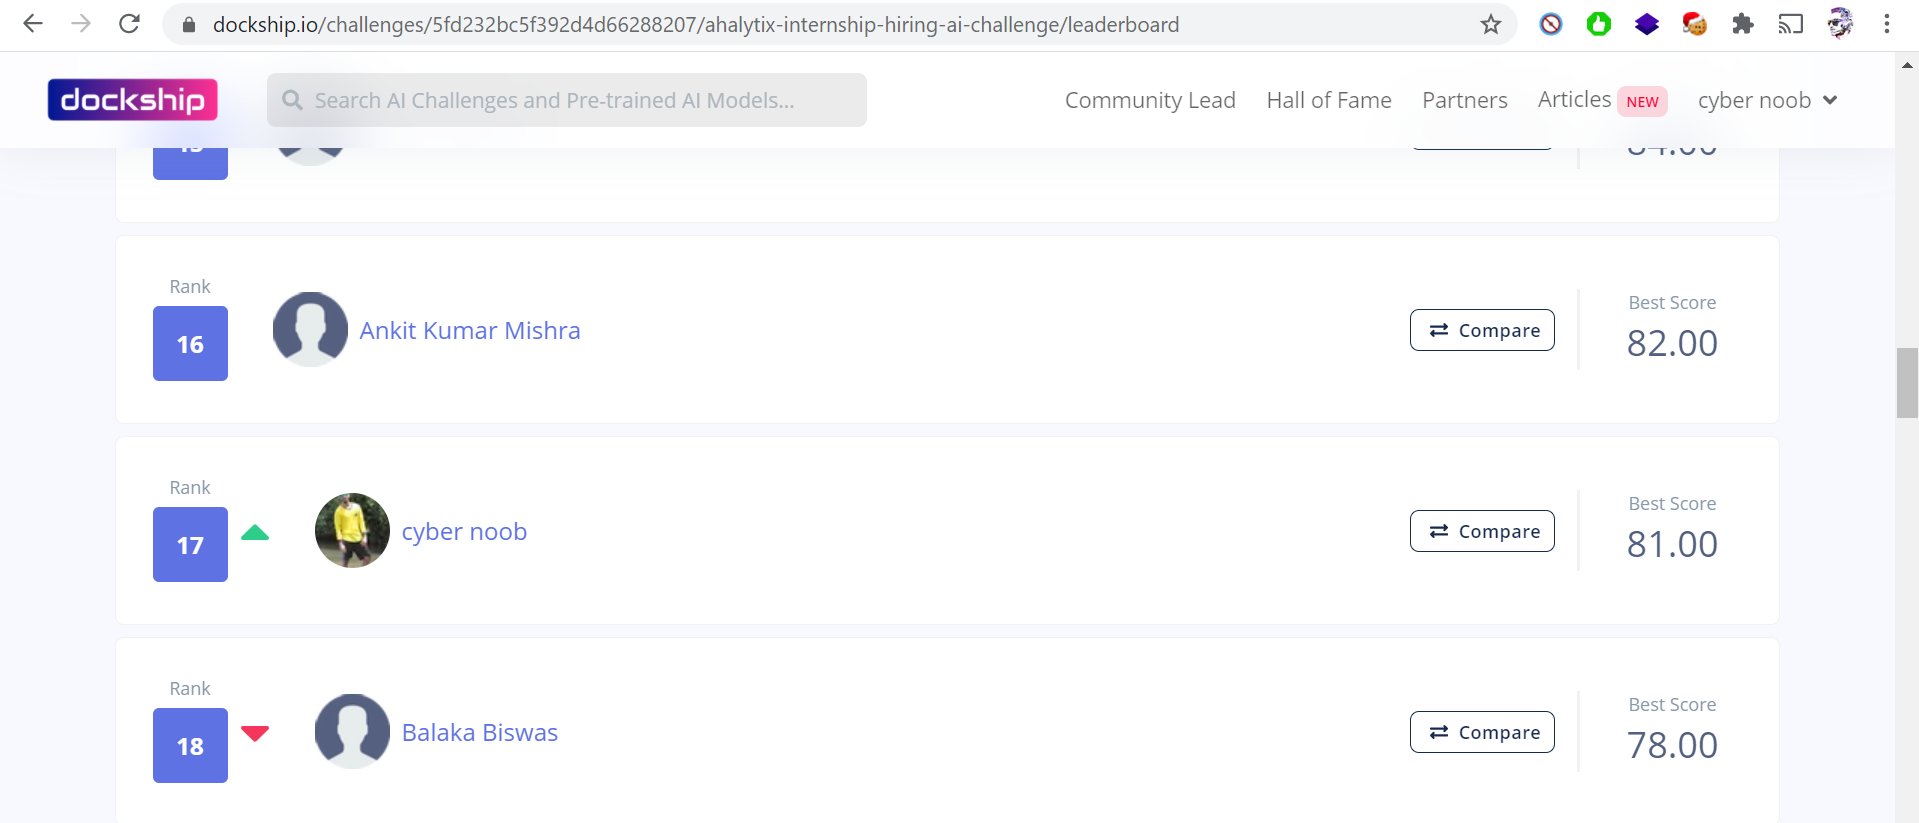 dockship.io/challenges/5fd232bc5f392d4d66288207/ahalytix-internship-hiring-ai-challenge/leaderboard
dockship
Search AI Challenges and Pre-trained AI Models...
Community Lead
Hall of Fame
Partners
Articles NEW
cyber noob
Rank
16
Ankit Kumar Mishra
Compare
Best Score
82.00
Rank
17
cyber noob
Compare
Best Score
81.00
Rank
18
Balaka Biswas
Compare
Best Score
78.00